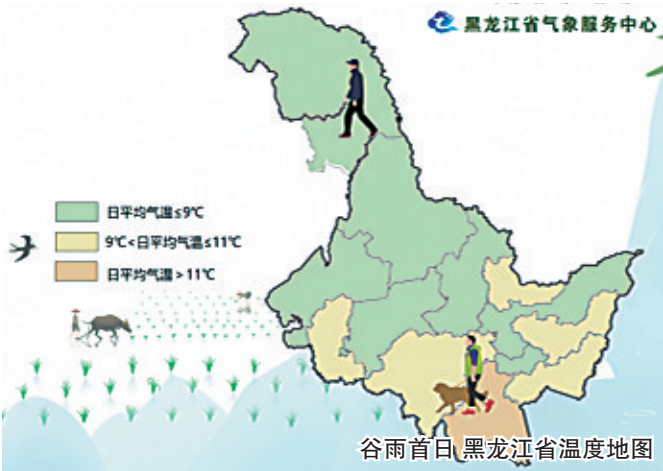 黑龙江省气象服务中心
日平均气温≤9℃
9℃<日平均气温≤11℃
日平均气温>11℃
谷雨首日 黑龙江省温度地图